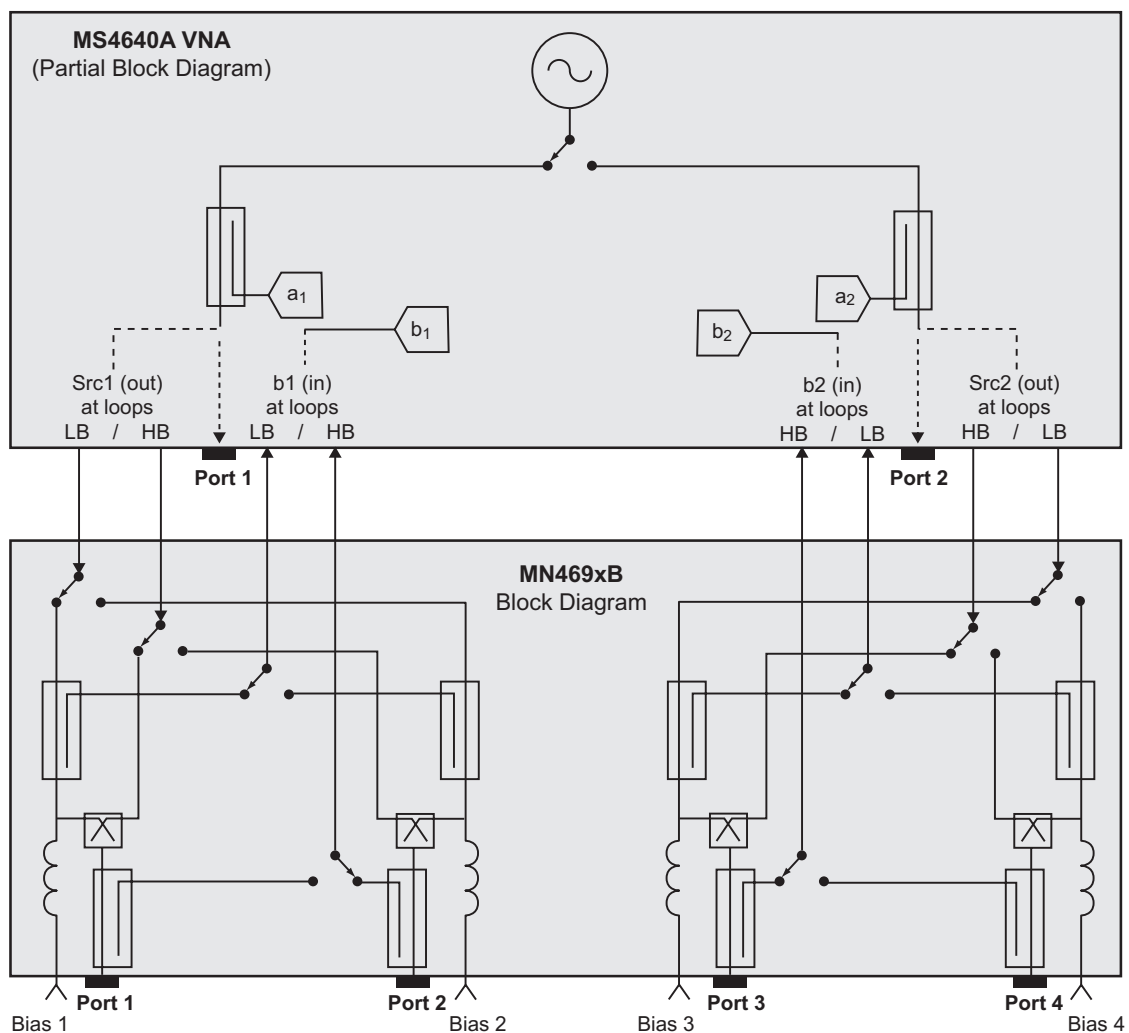 MS4640A VNA
(Partial Block Diagram)
a1
b1
a2
b2
Src1 (out)
at loops
LB / HB
b1 (in)
at loops
LB / HB
b2 (in)
at loops
HB / LB
Src2 (out)
at loops
HB / LB
Port 1
Port 2
MN469xB
Block Diagram
Port 1
Port 2
Port 3
Port 4
Bias 1
Bias 2
Bias 3
Bias 4